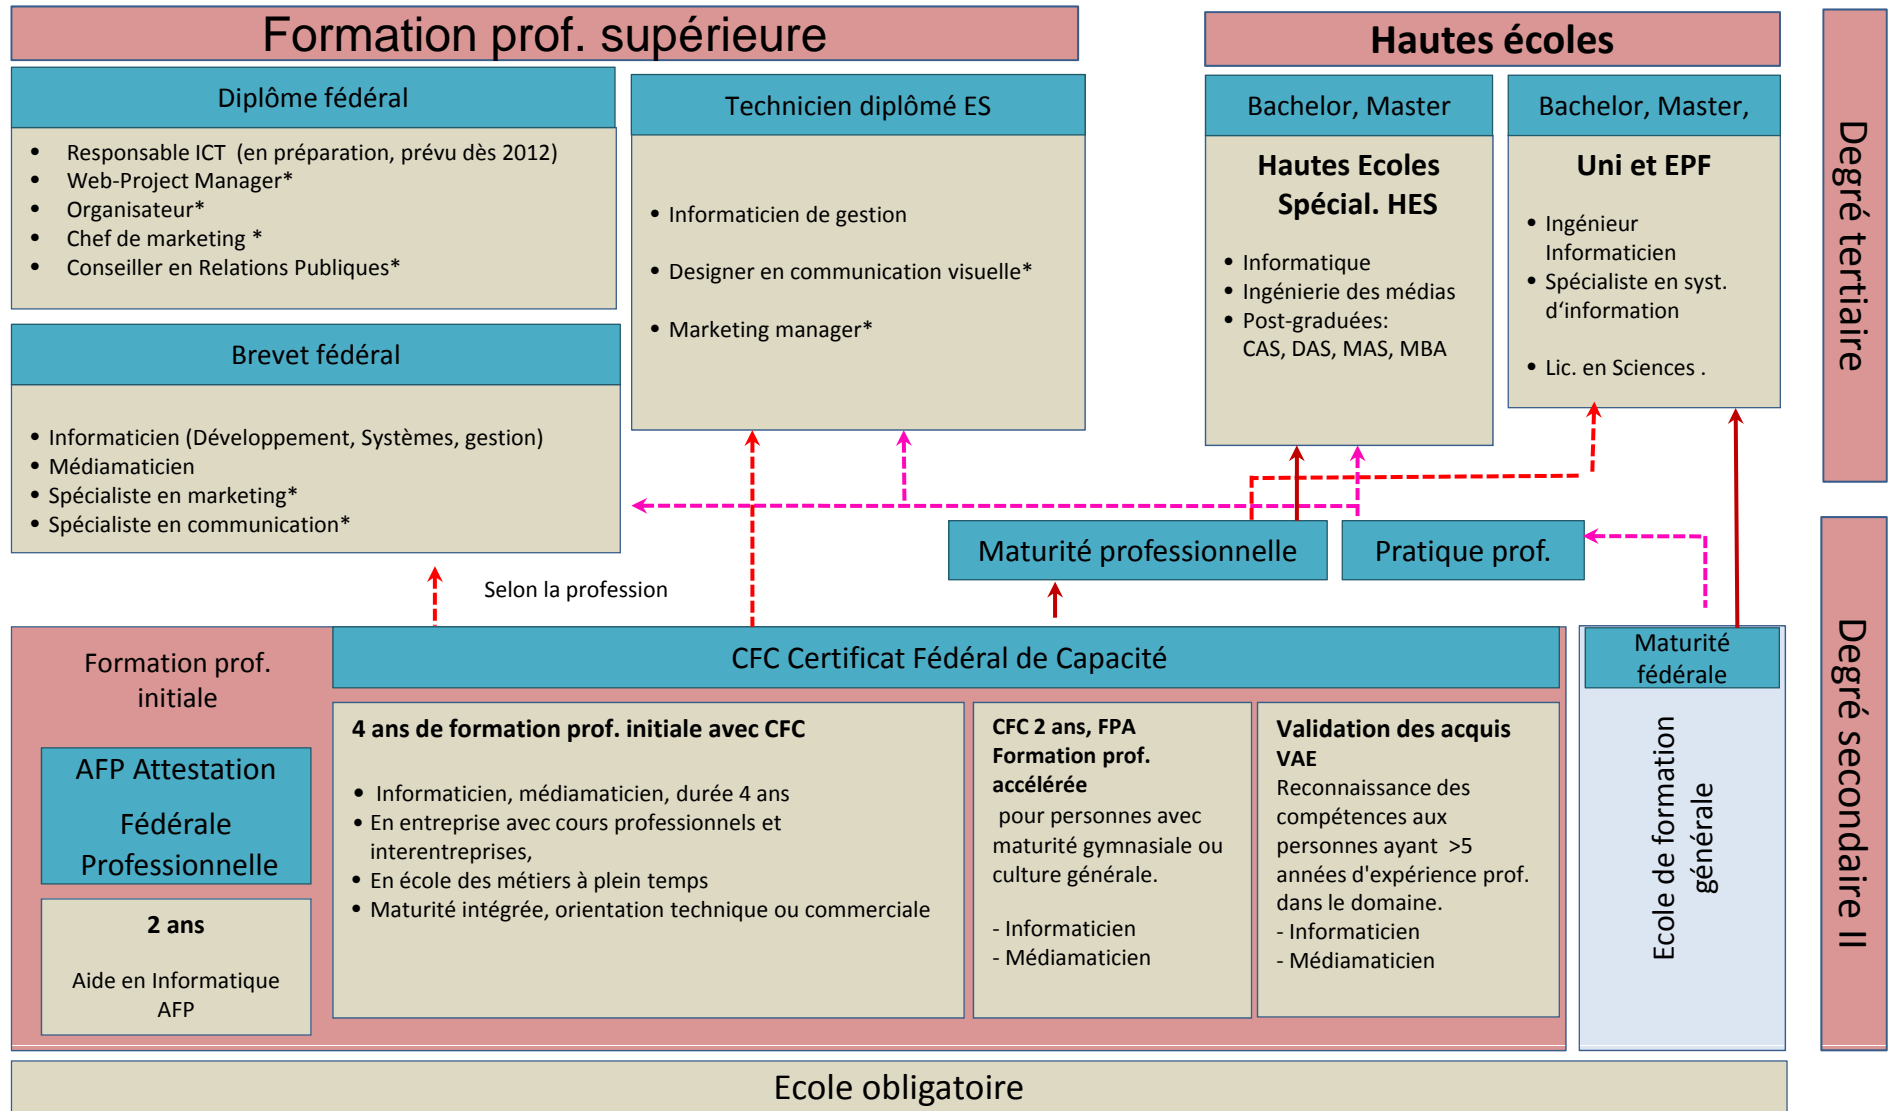 Formation prof. supérieure
Hautes écoles
Degré tertiaire
Diplôme fédéral
• Responsable ICT (en préparation, prévu dès 2012)
• Web-Project Manager*
• Organisateur*
• Chef de marketing *
• Conseiller en Relations Publiques*
Technicien diplômé ES
• Informaticien de gestion
• Designer en communication visuelle*
• Marketing manager*
Bachelor, Master
Hautes Ecoles
Spécial. HES
• Informatique
• Ingénierie des médias
• Post-graduées:
CAS, DAS, MAS, MBA
Bachelor, Master,
Uni et EPF
• Ingénieur
Informaticien
• Spécialiste en syst.
d‘information
• Lic. en Sciences .
Brevet fédéral
• Informaticien (Développement, Systèmes, gestion)
• Médiamaticien
• Spécialiste en marketing*
• Spécialiste en communication*
Maturité professionnelle
Pratique prof.
Selon la profession
Degré secondaire II
Formation prof.
initiale
AFP Attestation
Fédérale
Professionnelle
2 ans
Aide en Informatique
AFP
CFC Certificat Fédéral de Capacité
4 ans de formation prof. initiale avec CFC
• Informaticien, médiamaticien, durée 4 ans
• En entreprise avec cours professionnels et
interentreprises,
• En école des métiers à plein temps
• Maturité intégrée, orientation technique ou commerciale
CFC 2 ans, FPA
Formation prof.
accélérée
pour personnes avec
maturité gymnasiale ou
culture générale.
- Informaticien
- Médiamaticien
Validation des acquis
VAE
Reconnaissance des
compétences aux
personnes ayant >5
années d'expérience prof.
dans le domaine.
- Informaticien
- Médiamaticien
Maturité
fédérale
Ecole de formation
générale
Ecole obligatoire